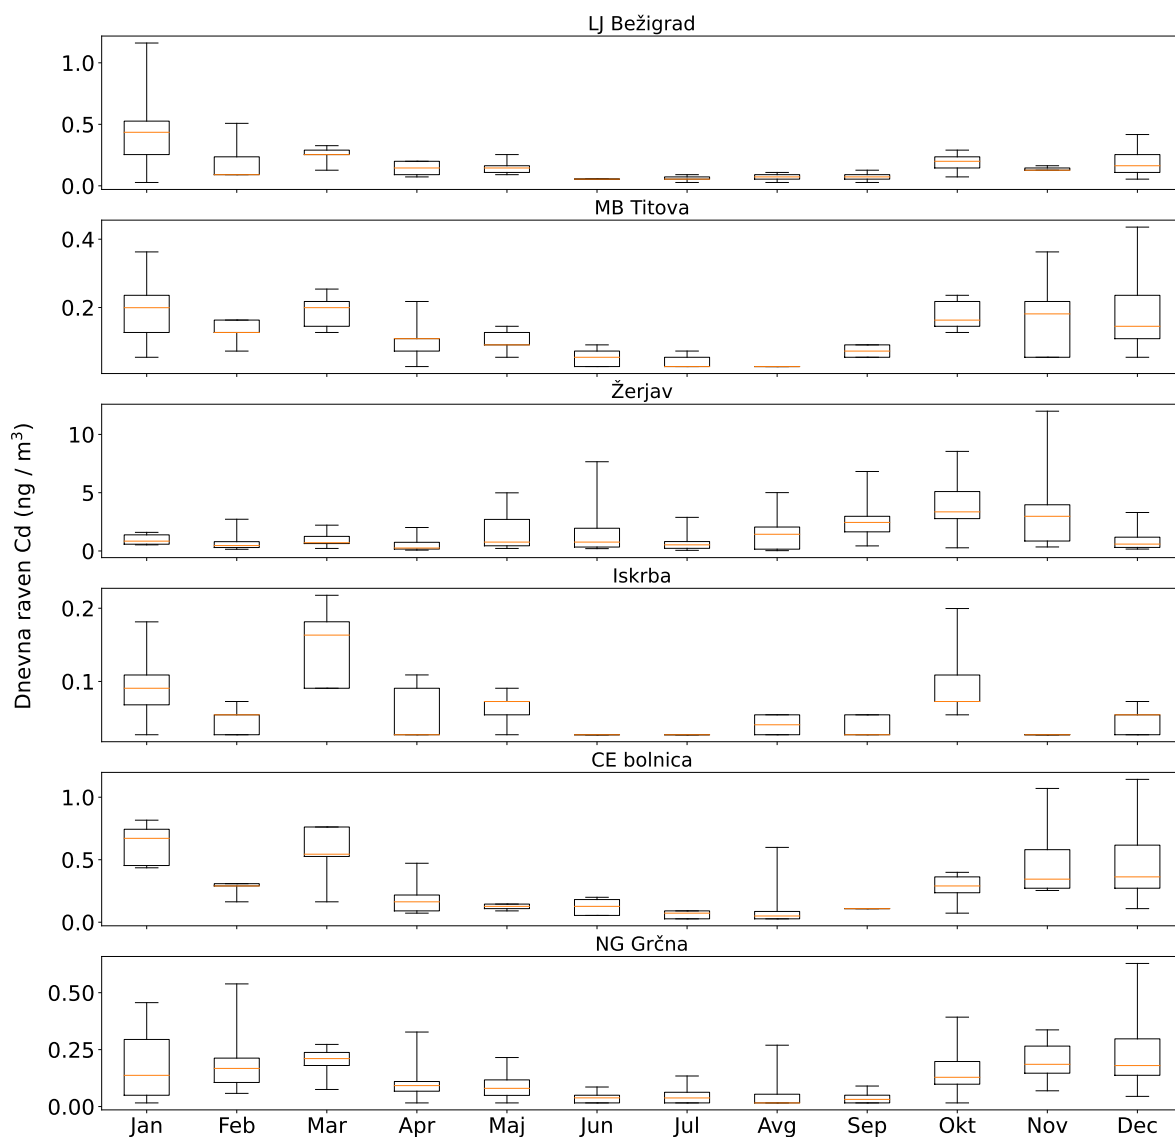 LJ Bežigrad
1.0
0.5
0.0
MB Titova
0.4
0.2
Žerjav
10
5
0
Dnevna raven Cd (ng / m³)
Iskrba
0.2
0.1
CE bolnica
1.0
0.5
0.0
NG Grčna
0.50
0.25
0.00
Jan Feb Mar Apr Maj Jun Jul Avg Sep Okt Nov Dec